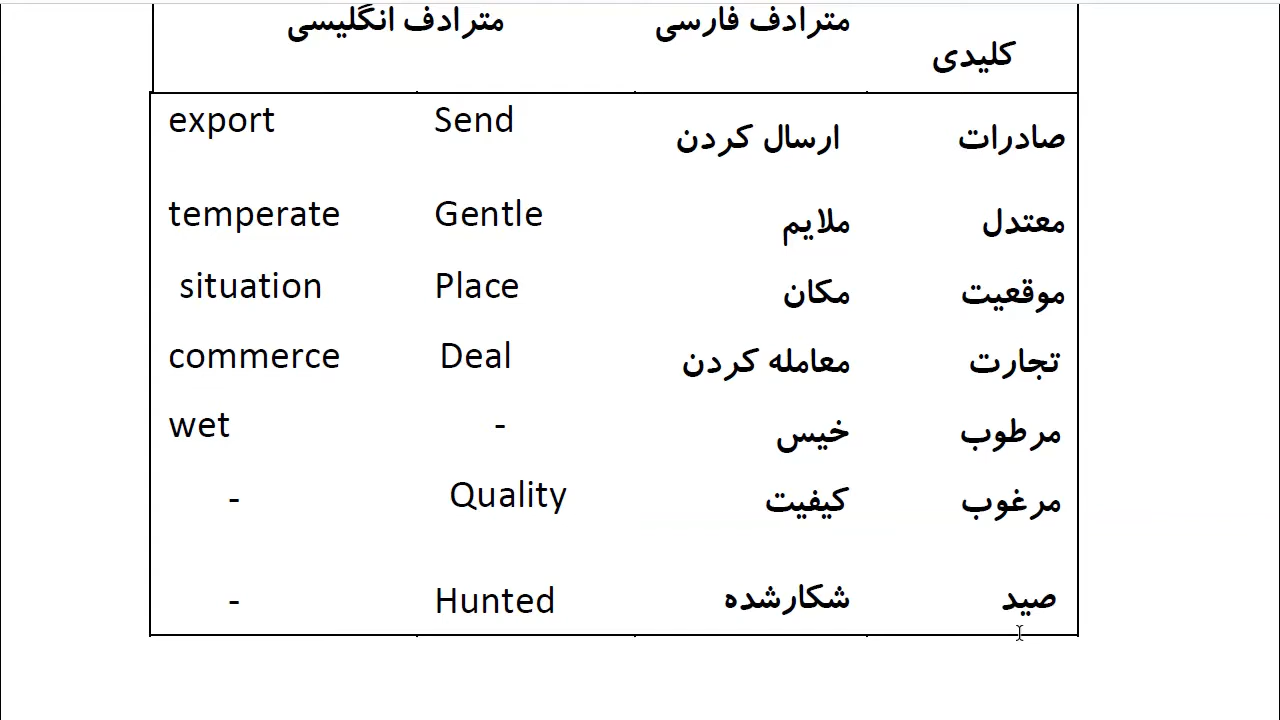 مترادف فارسی مترادف انگلیسی
کلیدی
صادرات ارسال کردن Send export
معتدل ملایم Gentle temperate
موقعیت مکان Place situation
تجارت معامله کردن Deal commerce
مرطوب خیس - wet
مرغوب کیفیت Quality -
صید شکارشده Hunted -